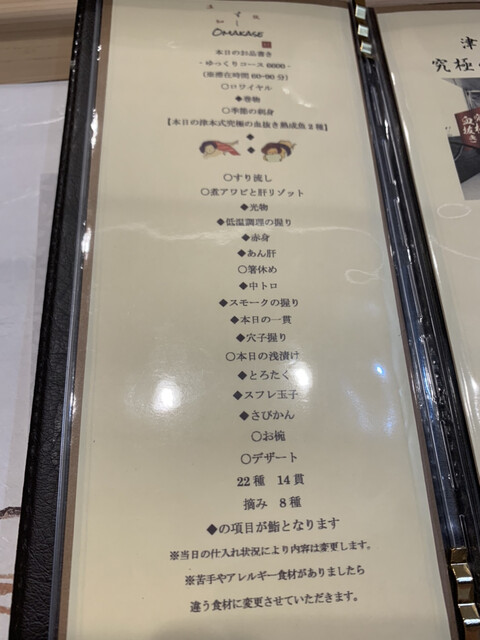 OMAKASE
本日のお品書き
- ゆっくりコース 6600 -
(※滞在時間 60-90 分)
〇ロワイヤル
◆巻物
〇季節の刺身
【本日の津本式究極の血抜き熟成魚２種】
◆
◆
〇すり流し
〇煮アワビと肝リゾット
◆光物
◆低温調理の握り
◆赤身
◆あん肝
〇箸休め
◆中トロ
◆スモークの握り
◆本日の一貫
◆穴子握り
〇本日の浅漬け
◆とろたく
◆スフレ玉子
◆さびかん
〇お椀
〇デザート
22 種　14 貫
摘み　8 種
◆の項目が鮨となります
※当日の仕入れ状況により内容は変更します。
※苦手やアレルギー食材がありましたら
違う食材に変更させていただきます。
津
究極
血抜き